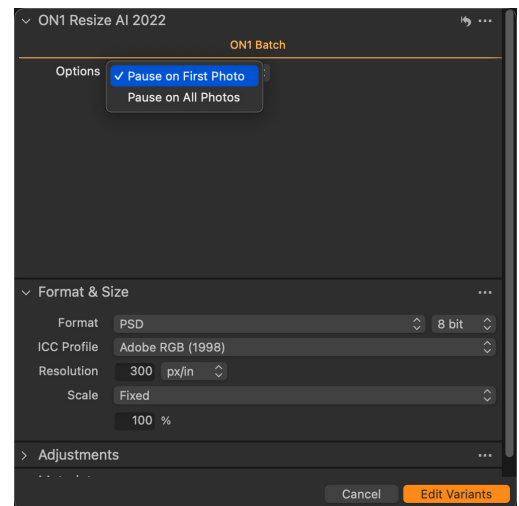 ON1 Resize AI 2022
ON1 Batch
Options
✓ Pause on First Photo
Pause on All Photos
Format & Size
Format PSD 8 bit
ICC Profile Adobe RGB (1998)
Resolution 300 px/in
Scale Fixed
100 %
Adjustments
Cancel Edit Variants